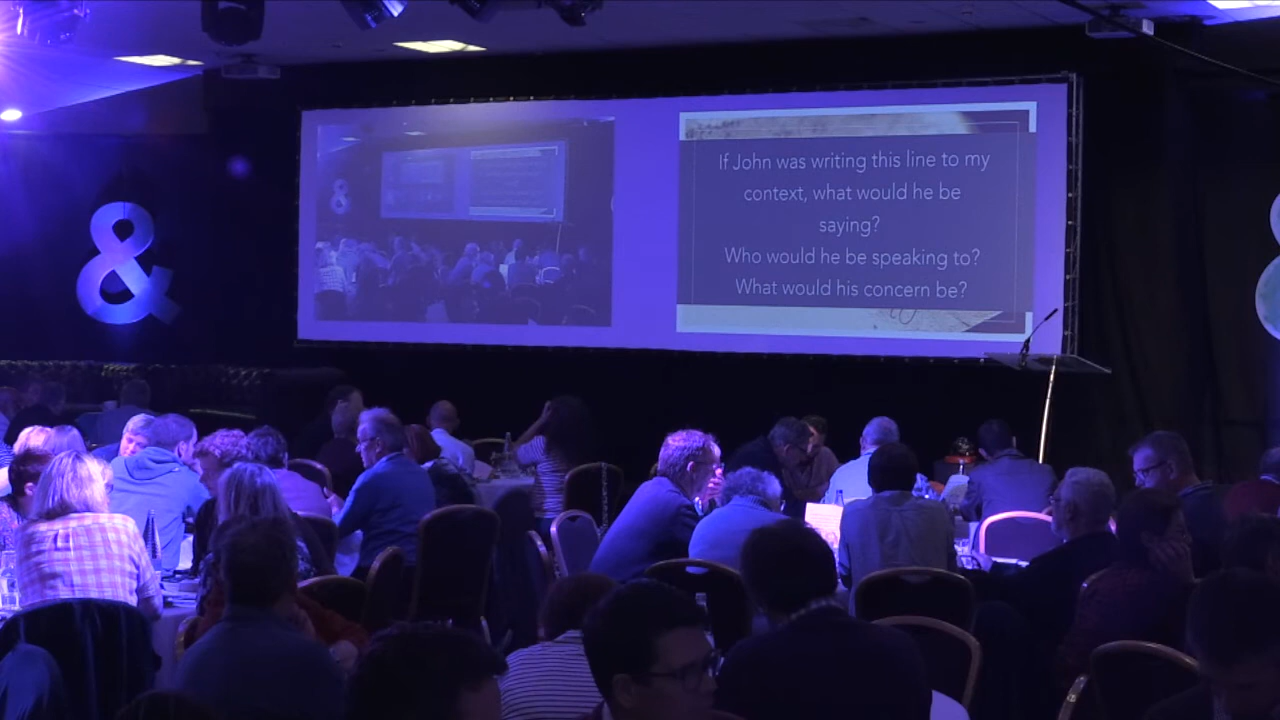 &
If John was writing this line to my
context, what would he be
saying?
Who would he be speaking to?
What would his concern be?